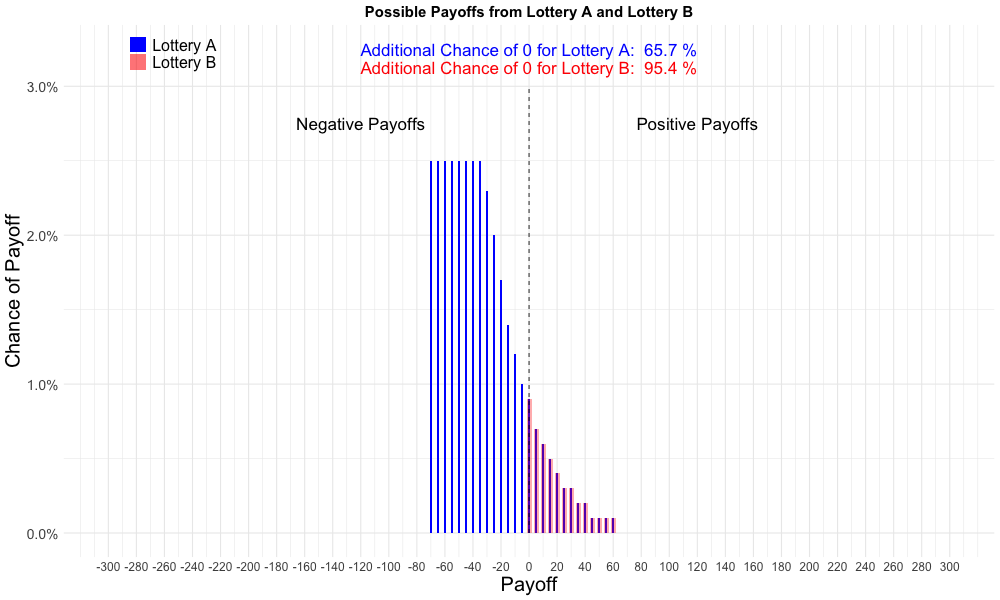 Possible Payoffs from Lottery A and Lottery B
Lottery A
Lottery B
Additional Chance of 0 for Lottery A: 65.7 %
Additional Chance of 0 for Lottery B: 95.4 %
Negative Payoffs
Positive Payoffs
Chance of Payoff
3.0%
2.0%
1.0%
0.0%
-300 -280 -260 -240 -220 -200 -180 -160 -140 -120 -100 -80 -60 -40 -20 0 20 40 60 80 100 120 140 160 180 200 220 240 260 280 300
Payoff